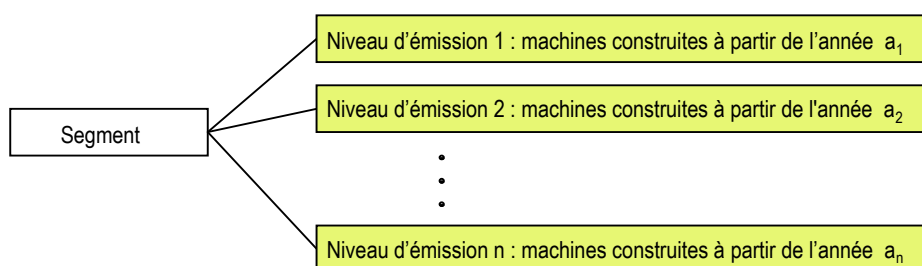 Niveau d’émission 1 : machines construites à partir de l’année a₁
Niveau d’émission 2 : machines construites à partir de l'année a₂
Segment
Niveau d’émission n : machines construites à partir de l’année aₙ